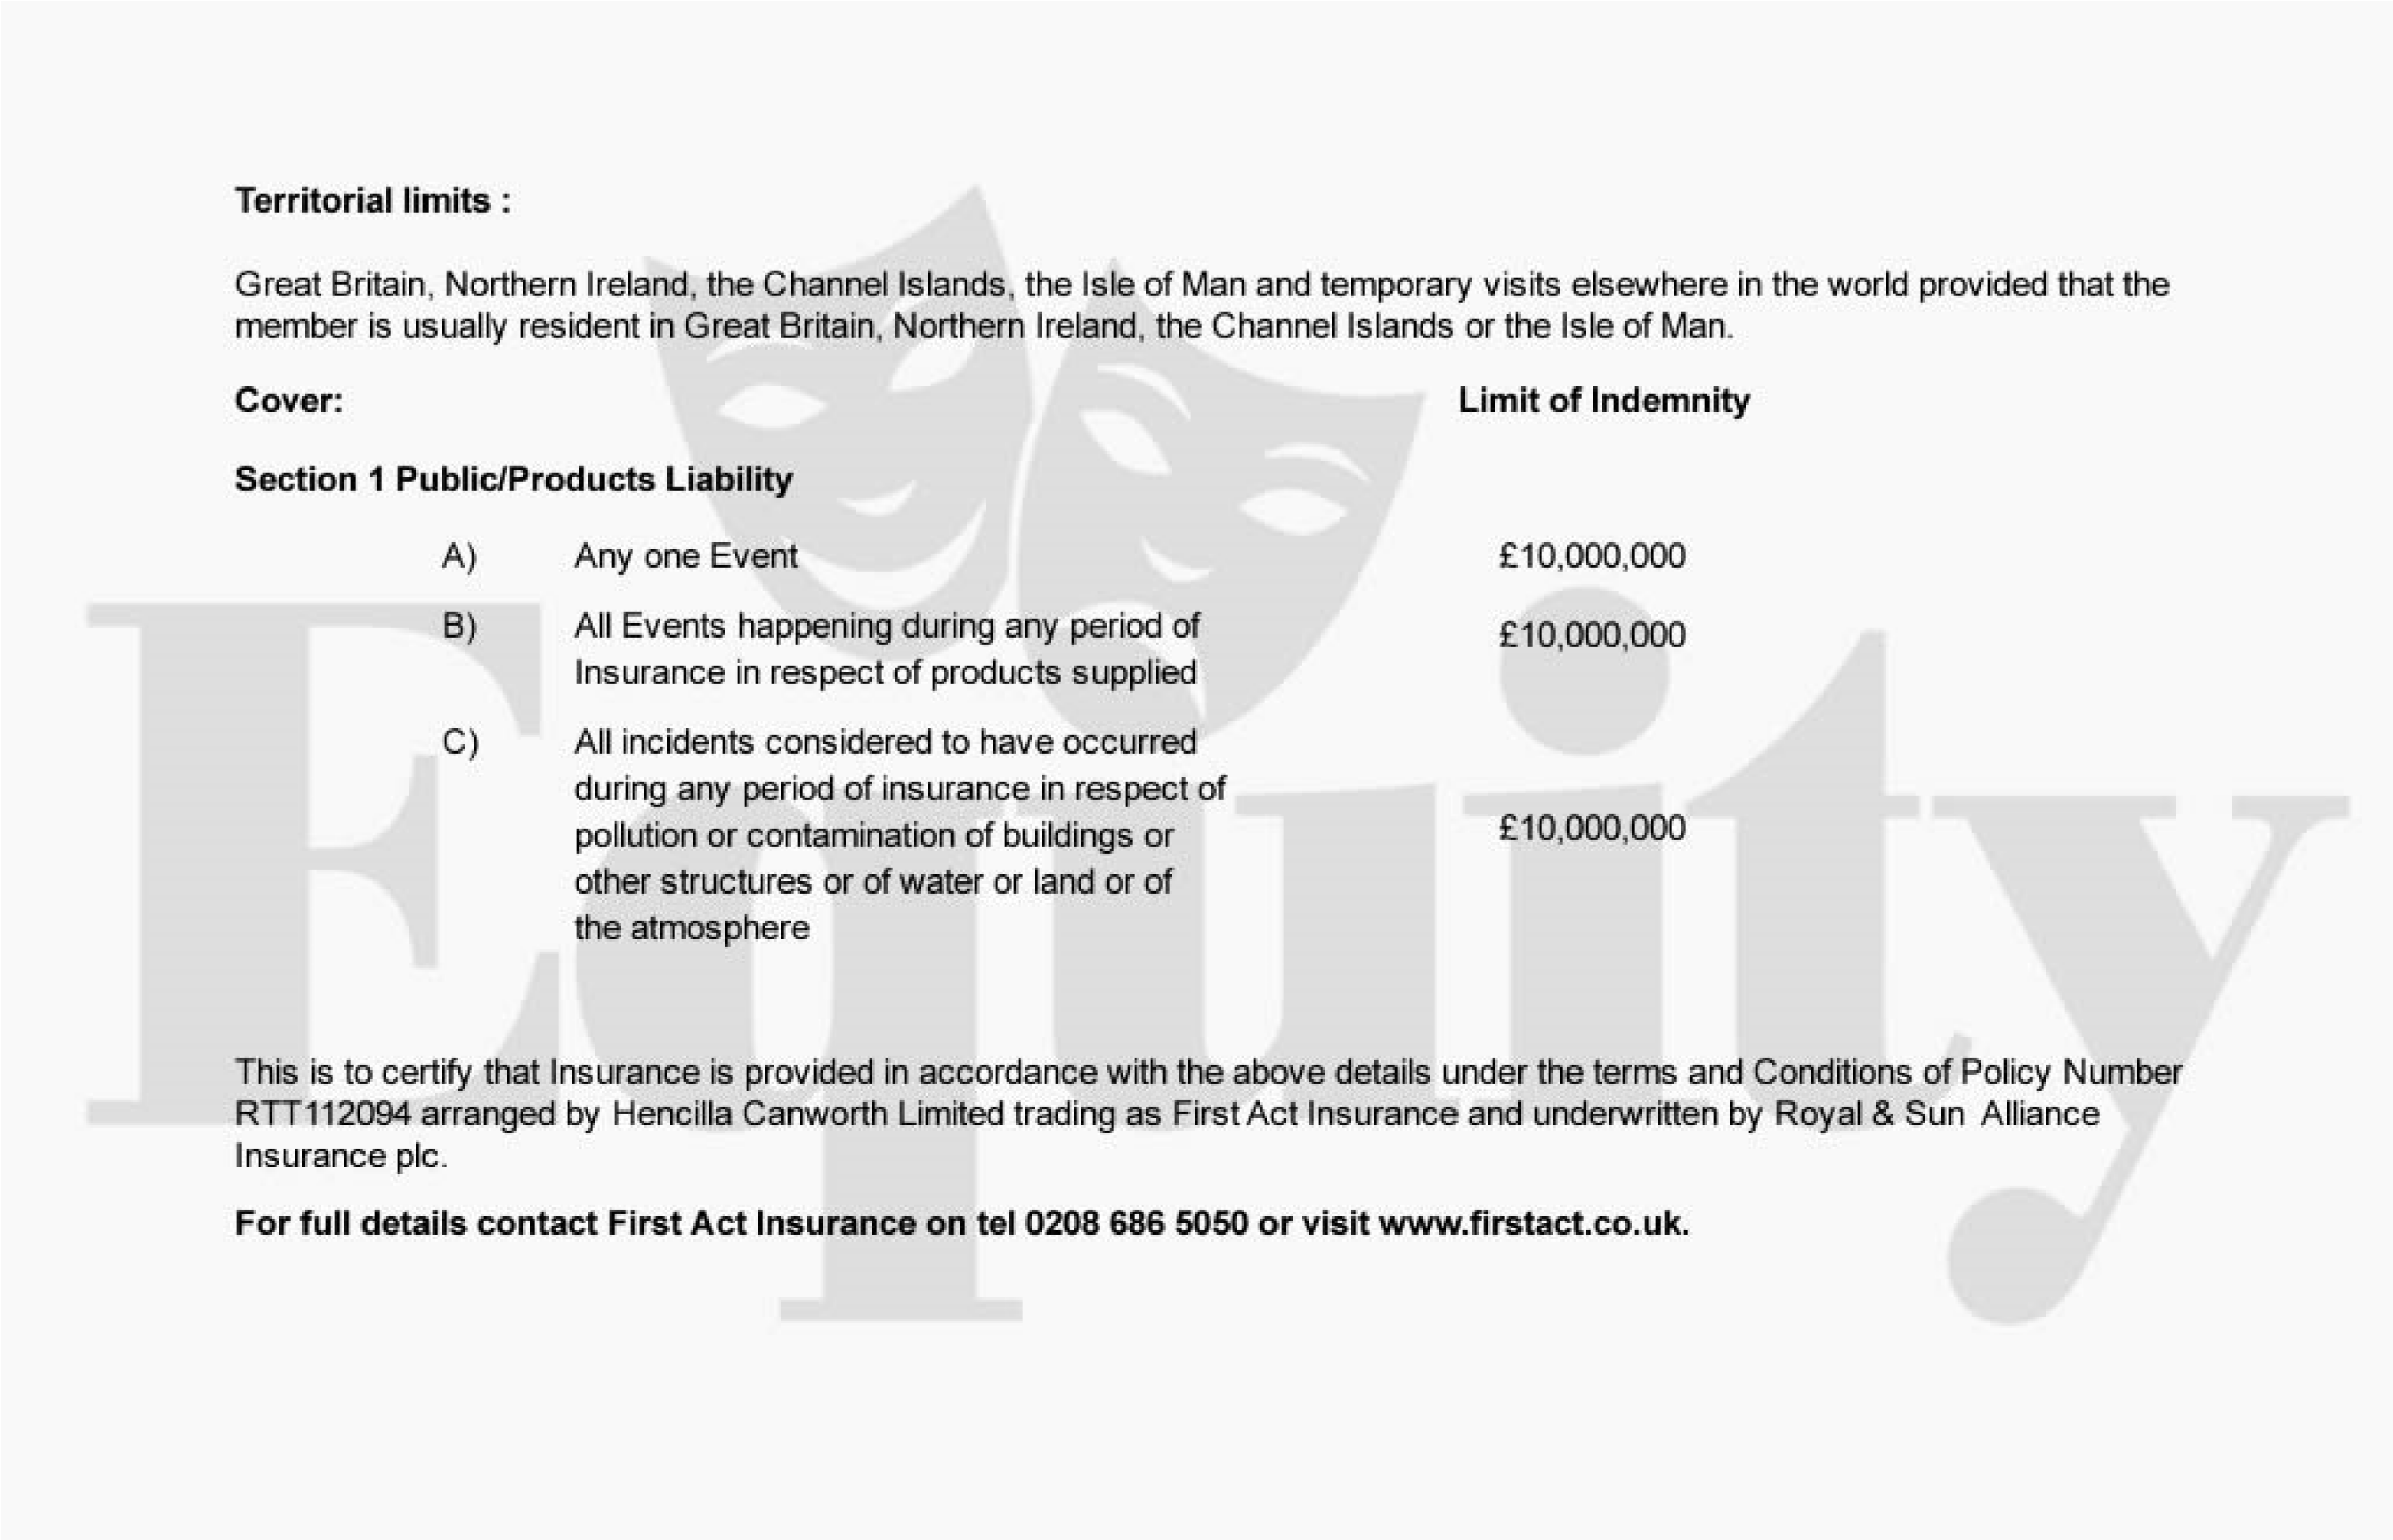 Territorial limits :
Great Britain, Northern Ireland, the Channel Islands, the Isle of Man and temporary visits elsewhere in the world provided that the
member is usually resident in Great Britain, Northern Ireland, the Channel Islands or the Isle of Man.
Cover: Limit of Indemnity
Section 1 Public/Products Liability
A) Any one Event £10,000,000
B) All Events happening during any period of £10,000,000
Insurance in respect of products supplied
C) All incidents considered to have occurred
during any period of insurance in respect of
pollution or contamination of buildings or £10,000,000
other structures or of water or land or of
the atmosphere
Equity
This is to certify that Insurance is provided in accordance with the above details under the terms and Conditions of Policy Number
RTT112094 arranged by Hencilla Canworth Limited trading as First Act Insurance and underwritten by Royal & Sun Alliance
Insurance plc.
For full details contact First Act Insurance on tel 0208 686 5050 or visit www.firstact.co.uk.